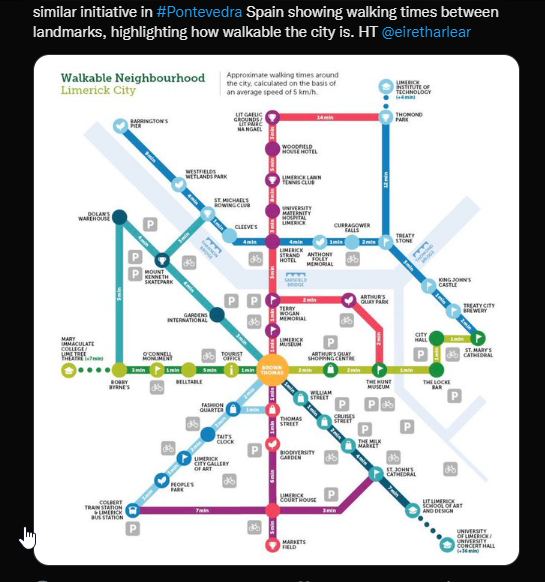 similar initiative in #Pontevedra Spain showing walking times between
landmarks, highlighting how walkable the city is. HT @eiretharlear
Walkable Neighbourhood
Limerick City
Approximate walking times around
the city, calculated on the basis of
an average speed of 5 km/h.
LIMERICK
INSTITUTE OF
TECHNOLOGY
(+4min)
BARRINGTON'S
PIER
LIT GAELIC
GROUNDS /
LIT PAIRC
NA NGAEL
14 min
THOMOND
PARK
WOODFIELD
HOUSE HOTEL
WESTFIELDS
WETLANDS PARK
LIMERICK LAWN
TENNIS CLUB
12 min
ST. MICHAEL'S
ROWING CLUB
DOLAN'S
WAREHOUSE
UNIVERSITY
MATERNITY
HOSPITAL
LIMERICK
CLEEVE'S
4 min
4 min
1 min
2 min
CURRAGOWER
FALLS
TREATY
STONE
LIMERICK
STRAND
HOTEL
ANTHONY
FOLEY
MEMORIAL
MOUNT
KENNETH
SKATEPARK
SARSFIELD
BRIDGE
KING JOHN'S
CASTLE
2 min
ARTHUR'S
QUAY PARK
TERRY
WOGAN
MEMORIAL
TREATY CITY
BREWERY
GARDENS
INTERNATIONAL
LIMERICK
MUSEUM
CITY
HALL
ST. MARY'S
CATHEDRAL
MARY
IMMACULATE
COLLEGE /
LIME TREE
THEATRE (+7min)
O'CONNELL
MONUMENT
TOURIST
OFFICE
ARTHUR'S QUAY
SHOPPING CENTRE
3 min
1 min
5 min
1 min
BROWN
THOMAS
2 min
2 min
1 min
BOBBY
BYRNE'S
BELLTABLE
THE HUNT
MUSEUM
THE LOCKE
BAR
FASHION
QUARTER
1 min
WILLIAM
STREET
THOMAS
STREET
CRUISES
STREET
TAIT'S
CLOCK
THE MILK
MARKET
LIMERICK
CITY GALLERY
OF ART
BIODIVERSITY
GARDEN
PEOPLE'S
PARK
ST. JOHN'S
CATHEDRAL
COLBERT
TRAIN STATION
& LIMERICK
BUS STATION
LIMERICK
COURT HOUSE
7 min
3 min
LIT LIMERICK
SCHOOL OF ART
AND DESIGN
MARKETS
FIELD
UNIVERSITY
OF LIMERICK /
UNIVERSITY
CONCERT HALL
(+36 min)